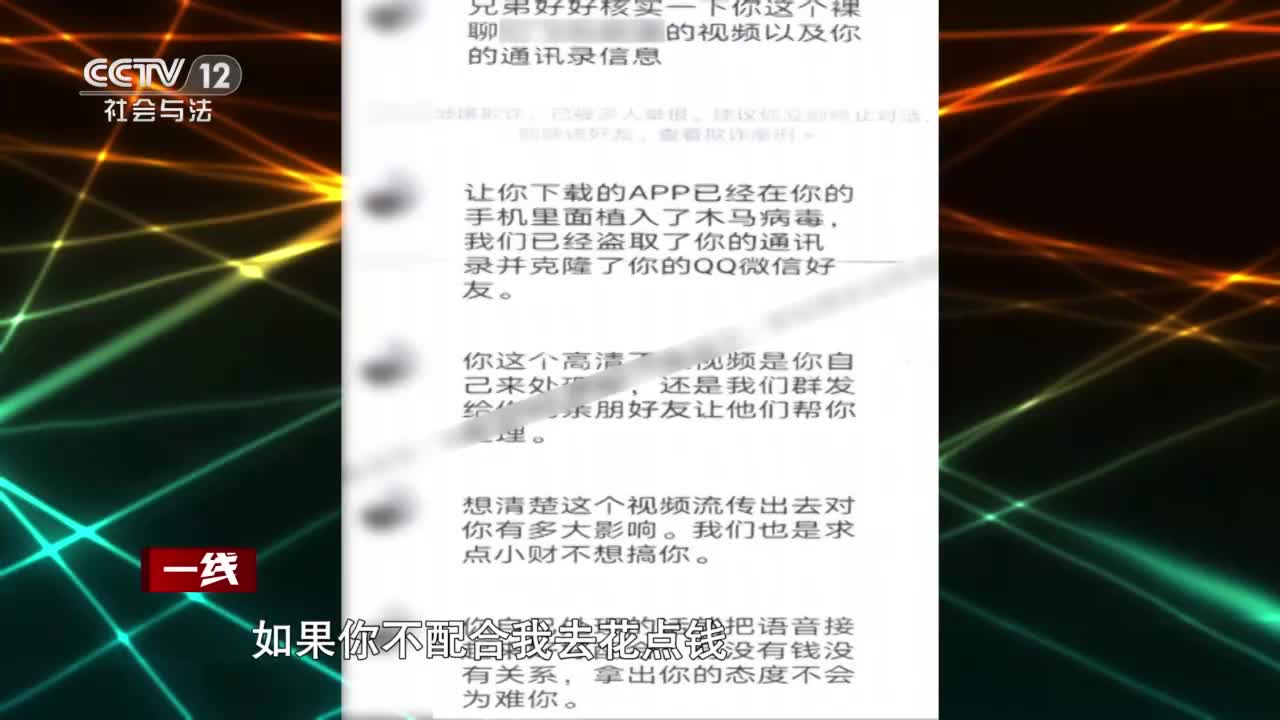 CCTV 12
社会与法
兄弟好好核实一下你这个裸
聊
的视频以及你
的通讯录信息
让你下载的APP已经在你的
手机里面植入了木马病毒，
我们已经盗取了你的通讯
录并克隆了你的QQ微信好
友。
你这个高清
视频是你自
己来处
，还是我们群发
给
亲朋好友让他们帮你
理。
想清楚这个视频流传出去对
你有多大影响。我们也是求
点小财不想搞你。
一线
把语音接
如果你不配合我去花点钱
没有钱没
有关系，拿出你的态度不会
为难你。